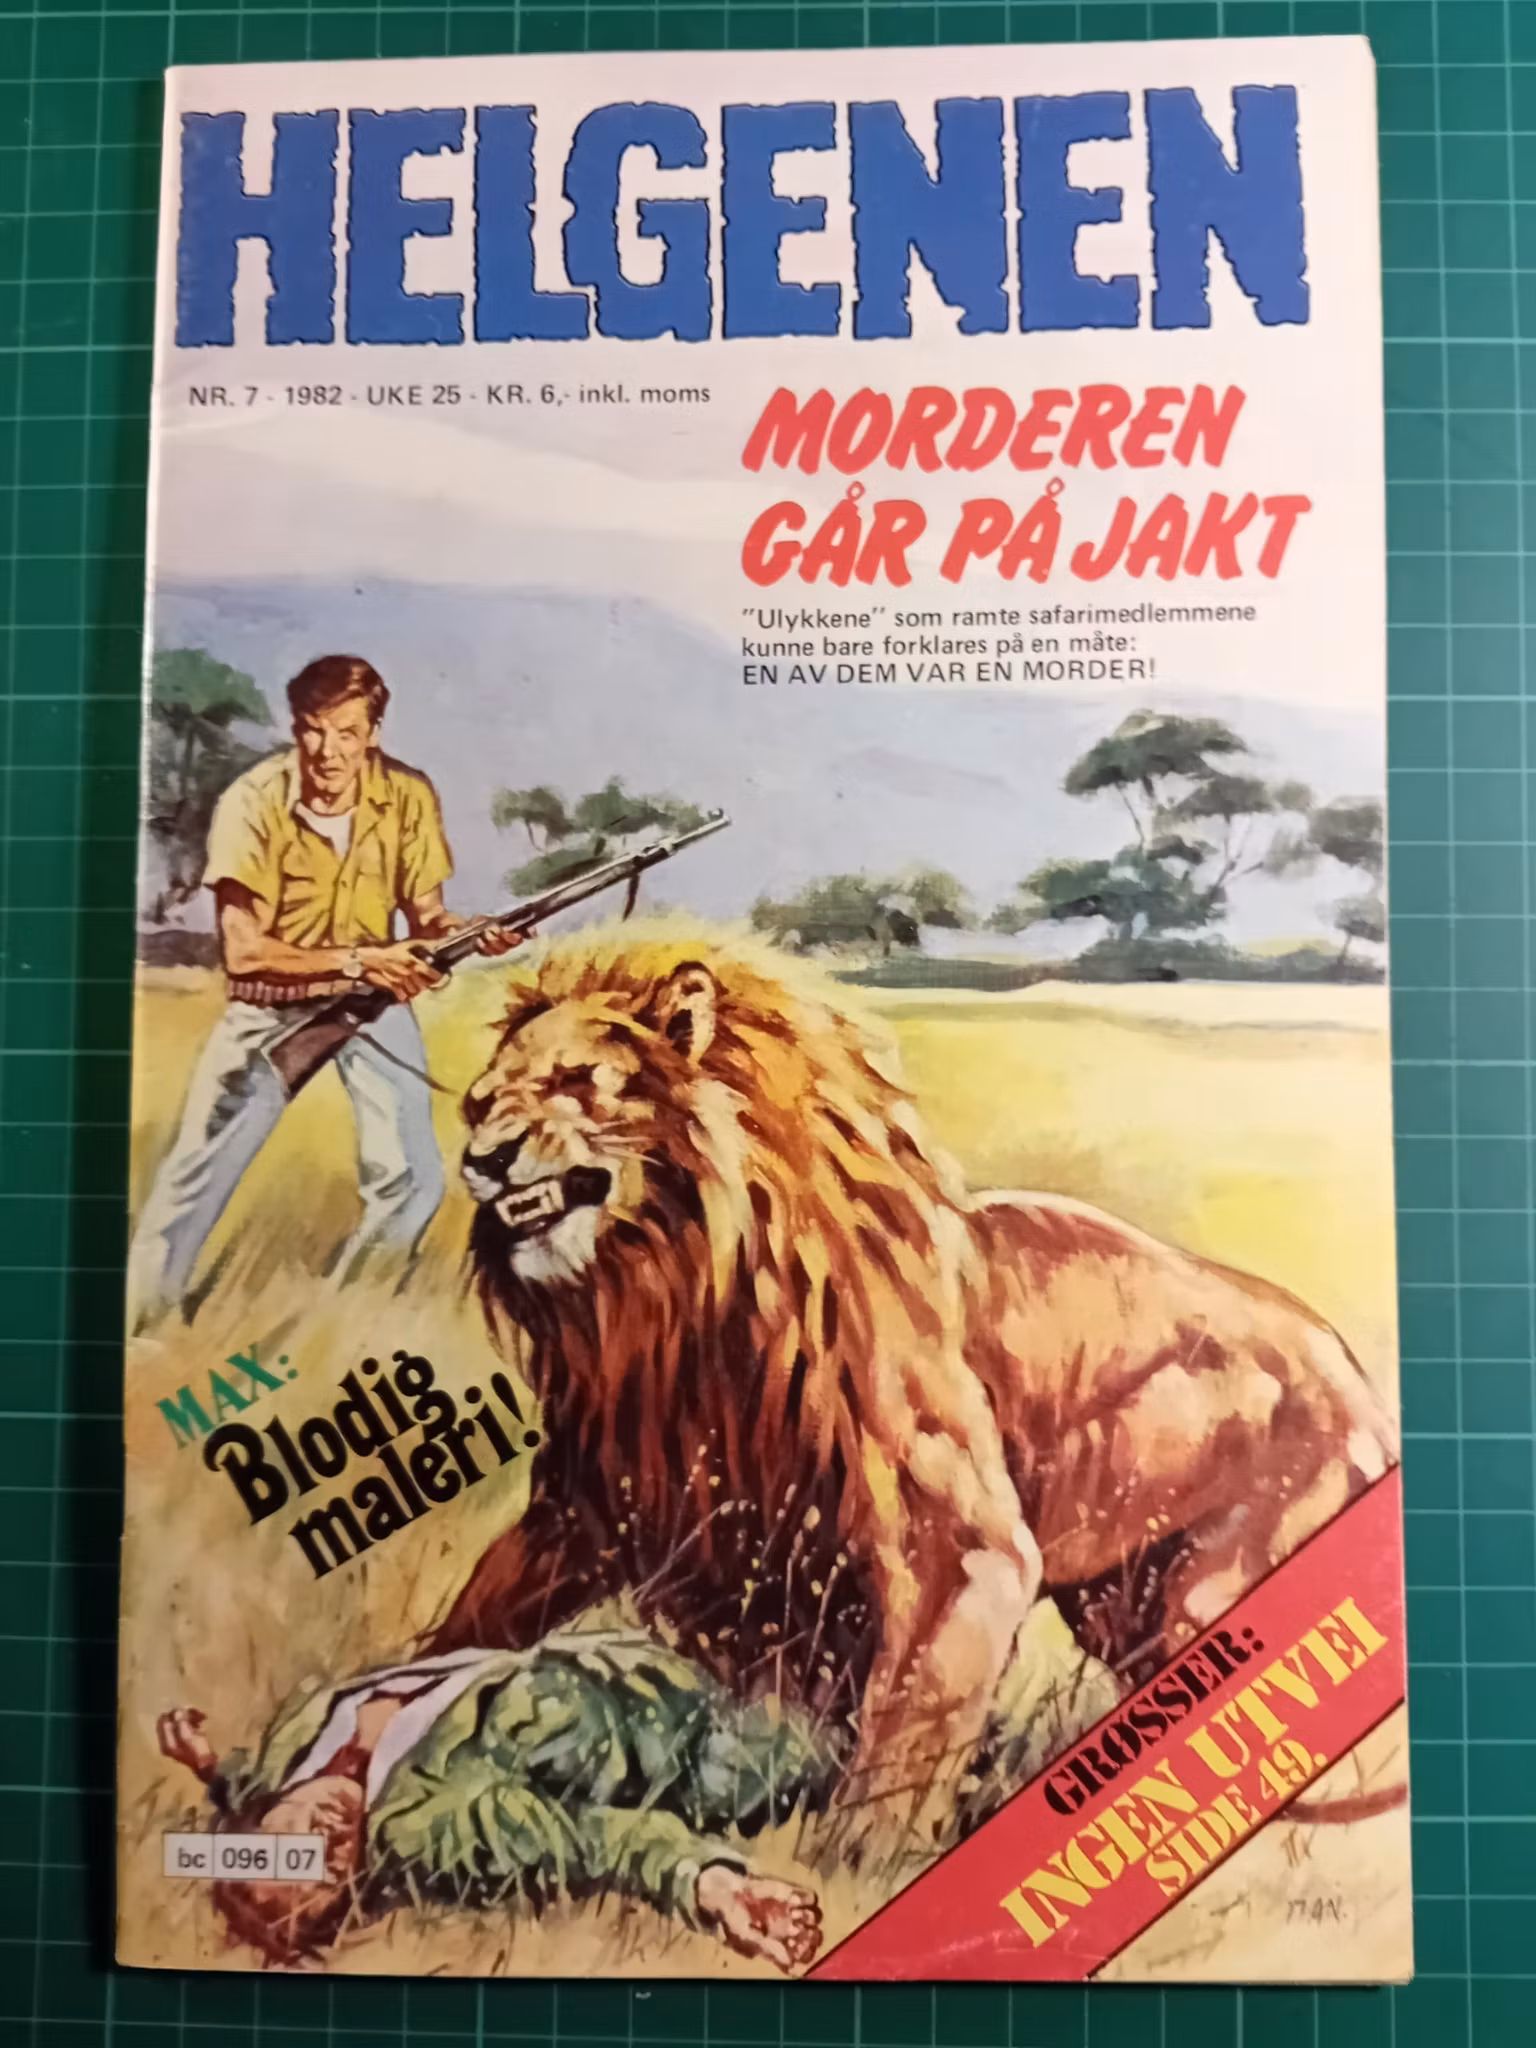 HELGENEN
NR. 7 - 1982 - UKE 25 - KR. 6,- inkl. moms
MORDEREN
GÅR PÅ JAKT
"Ulykkene" som ramte safarimedlemmene
kunne bare forklares på en måte:
EN AV DEM VAR EN MORDER!
MAX:
Blodig
maleri!
GRØSSER:
INGEN UTVEI
SIDE 49.
bc 096 07